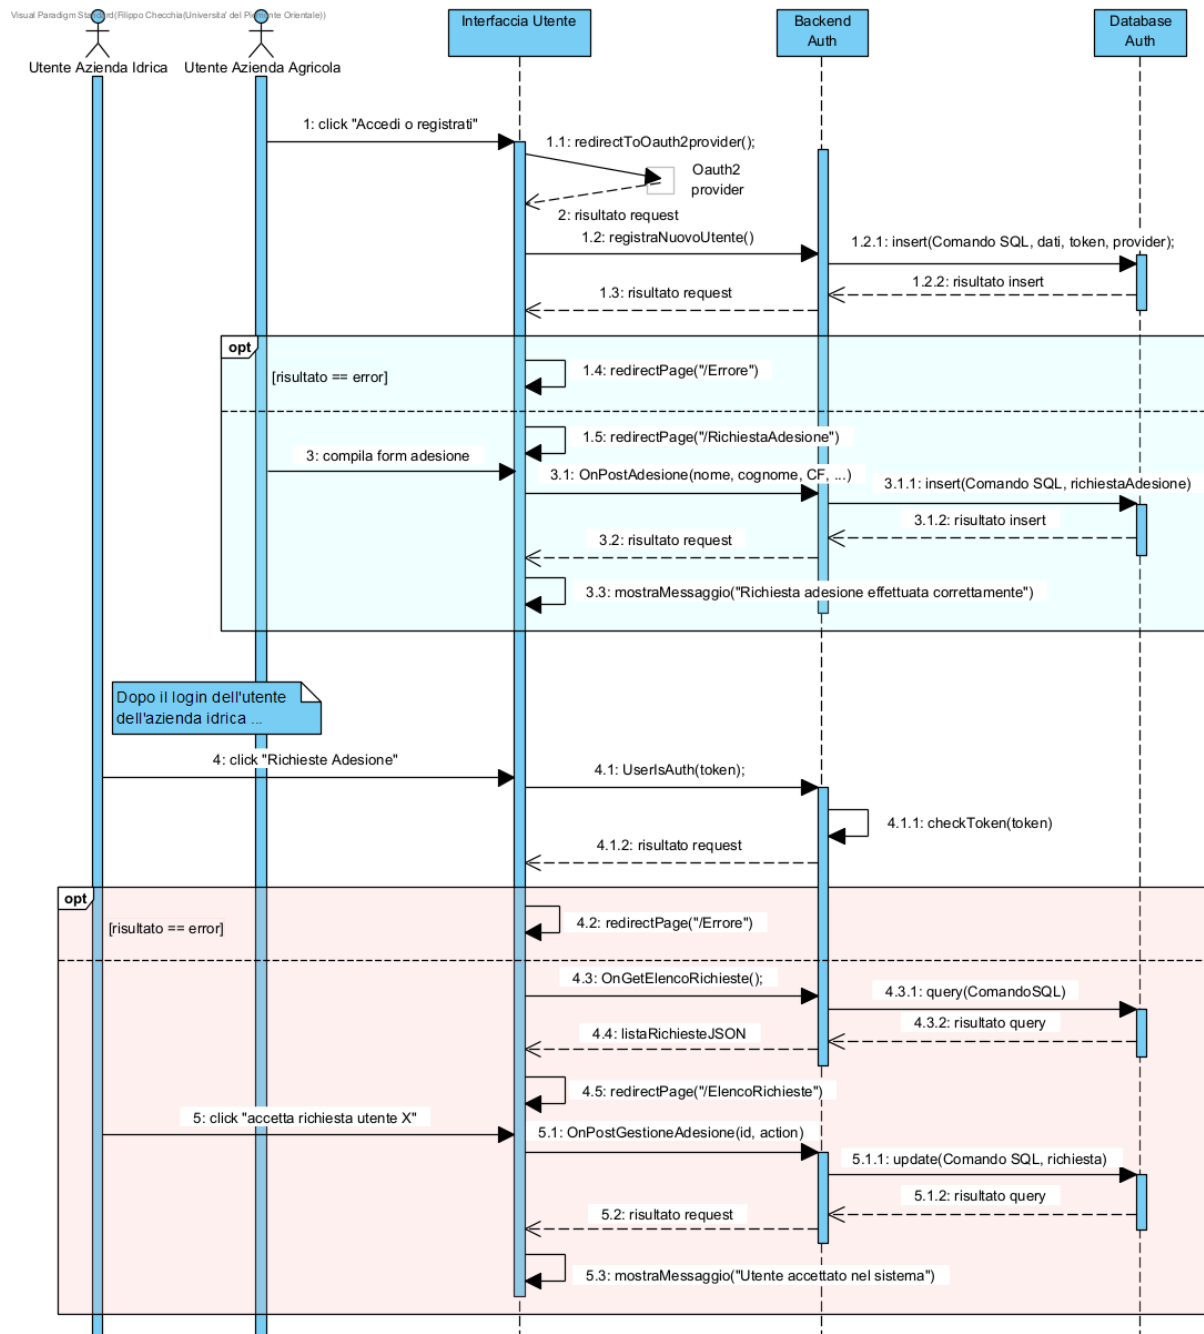 Visual Paradigm Standard(Filippo Checchia(Universita' del Piemonte Orientale))
Utente Azienda Idrica
Utente Azienda Agricola
Interfaccia Utente
Backend
Auth
Database
Auth
1: click "Accedi o registrati"
1.1: redirectToOauth2provider();
Oauth2
provider
2: risultato request
1.2: registraNuovoUtente()
1.2.1: insert(Comando SQL, dati, token, provider);
1.2.2: risultato insert
1.3: risultato request
opt
[risultato == error]
1.4: redirectPage("/Errore")
1.5: redirectPage("/RichiestaAdesione")
3: compila form adesione
3.1: OnPostAdesione(nome, cognome, CF, ...)
3.1.1: insert(Comando SQL, richiestaAdesione)
3.1.2: risultato insert
3.2: risultato request
3.3: mostraMessaggio("Richiesta adesione effettuata correttamente")
Dopo il login dell'utente
dell'azienda idrica ...
4: click "Richieste Adesione"
4.1: UserIsAuth(token);
4.1.1: checkToken(token)
4.1.2: risultato request
opt
[risultato == error]
4.2: redirectPage("/Errore")
4.3: OnGetElencoRichieste();
4.3.1: query(ComandoSQL)
4.3.2: risultato query
4.4: listaRichiesteJSON
4.5: redirectPage("/ElencoRichieste")
5: click "accetta richiesta utente X"
5.1: OnPostGestioneAdesione(id, action)
5.1.1: update(Comando SQL, richiesta)
5.1.2: risultato query
5.2: risultato request
5.3: mostraMessaggio("Utente accettato nel sistema")